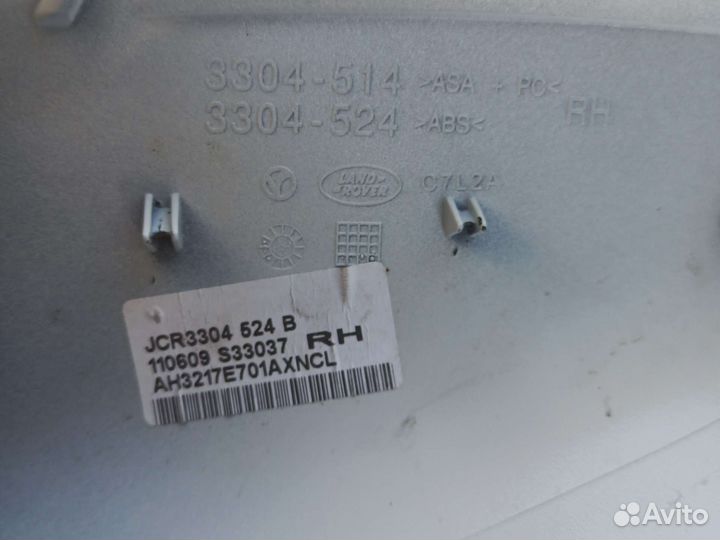 3304-514 >ASA + PC<
3304-524 >ABS< RH
LAND-
ROVER
C7L2A
JCR3304 524 B
110609 S33037 RH
AH3217E701AXNCL
Avito